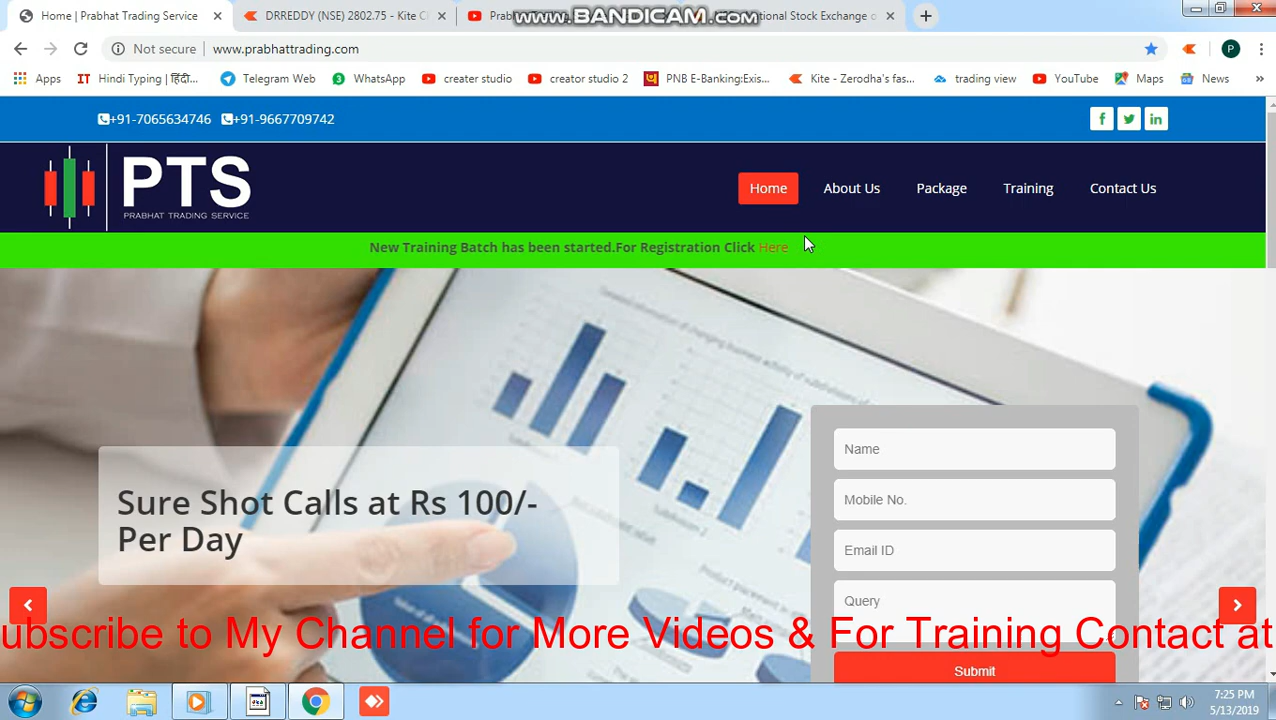 Home | Prabhat Trading Service
DRREDDY (NSE) 2802.75 - Kite C
www.BANDICAM.com
Not secure | www.prabhattrading.com
Apps
Hindi Typing | हिंदी...
Telegram Web
WhatsApp
creater studio
creator studio 2
PNB E-Banking:Exis...
Kite - Zerodha's fas...
trading view
YouTube
Maps
News
+91-7065634746 +91-9667709742
PTS
PRABHAT TRADING SERVICE
Home
About Us
Package
Training
Contact Us
New Training Batch has been started.For Registration Click Here
Sure Shot Calls at Rs 100/-
Per Day
Name
Mobile No.
Email ID
Query
ubscribe to My Channel for More Videos & For Training Contact at
Submit
7:25 PM
5/13/2019